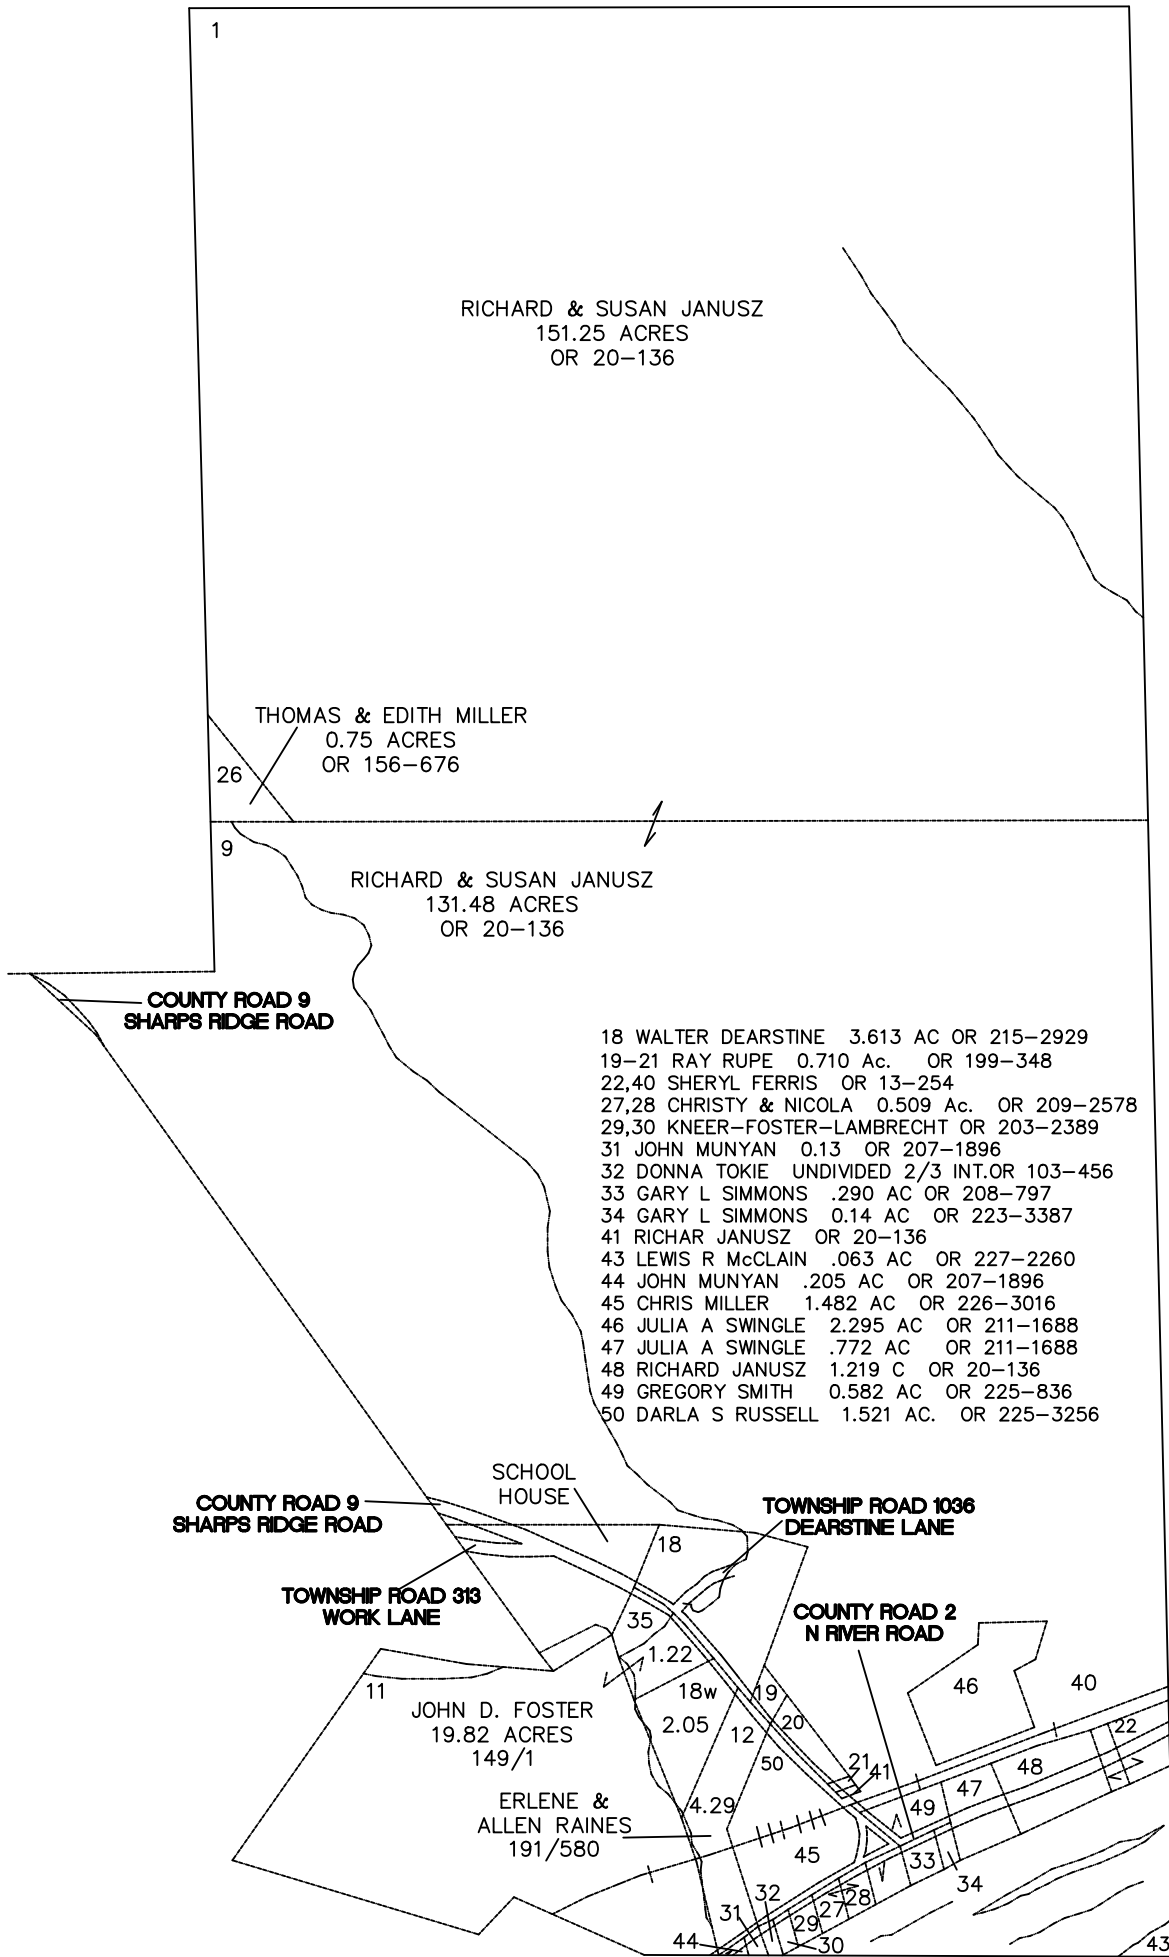 1
RICHARD & SUSAN JANUSZ
151.25 ACRES
OR 20-136
THOMAS & EDITH MILLER
0.75 ACRES
OR 156-676
26
9
RICHARD & SUSAN JANUSZ
131.48 ACRES
OR 20-136
COUNTY ROAD 9
SHARPS RIDGE ROAD
18 WALTER DEARSTINE 3.613 AC OR 215-2929
19-21 RAY RUPE 0.710 Ac. OR 199-348
22,40 SHERYL FERRIS OR 13-254
27,28 CHRISTY & NICOLA 0.509 Ac. OR 209-2578
29,30 KNEER-FOSTER-LAMBRECHT OR 203-2389
31 JOHN MUNYAN 0.13 OR 207-1896
32 DONNA TOKIE UNDIVIDED 2/3 INT.OR 103-456
33 GARY L SIMMONS .290 AC OR 208-797
34 GARY L SIMMONS 0.14 AC OR 223-3387
41 RICHAR JANUSZ OR 20-136
43 LEWIS R McCLAIN .063 AC OR 227-2260
44 JOHN MUNYAN .205 AC OR 207-1896
45 CHRIS MILLER 1.482 AC OR 226-3016
46 JULIA A SWINGLE 2.295 AC OR 211-1688
47 JULIA A SWINGLE .772 AC OR 211-1688
48 RICHARD JANUSZ 1.219 C OR 20-136
49 GREGORY SMITH 0.582 AC OR 225-836
50 DARLA S RUSSELL 1.521 AC. OR 225-3256
SCHOOL
HOUSE
COUNTY ROAD 9
SHARPS RIDGE ROAD
TOWNSHIP ROAD 1036
DEARSTINE LANE
18
TOWNSHIP ROAD 313
WORK LANE
COUNTY ROAD 2
N RIVER ROAD
35
1.22
11
18w
19
46
40
JOHN D. FOSTER
19.82 ACRES
149/1
2.05
12
20
22
50
21
41
48
47
ERLENE &
ALLEN RAINES
191/580
4.29
49
45
33
34
32
28
27
31
29
44
30
43